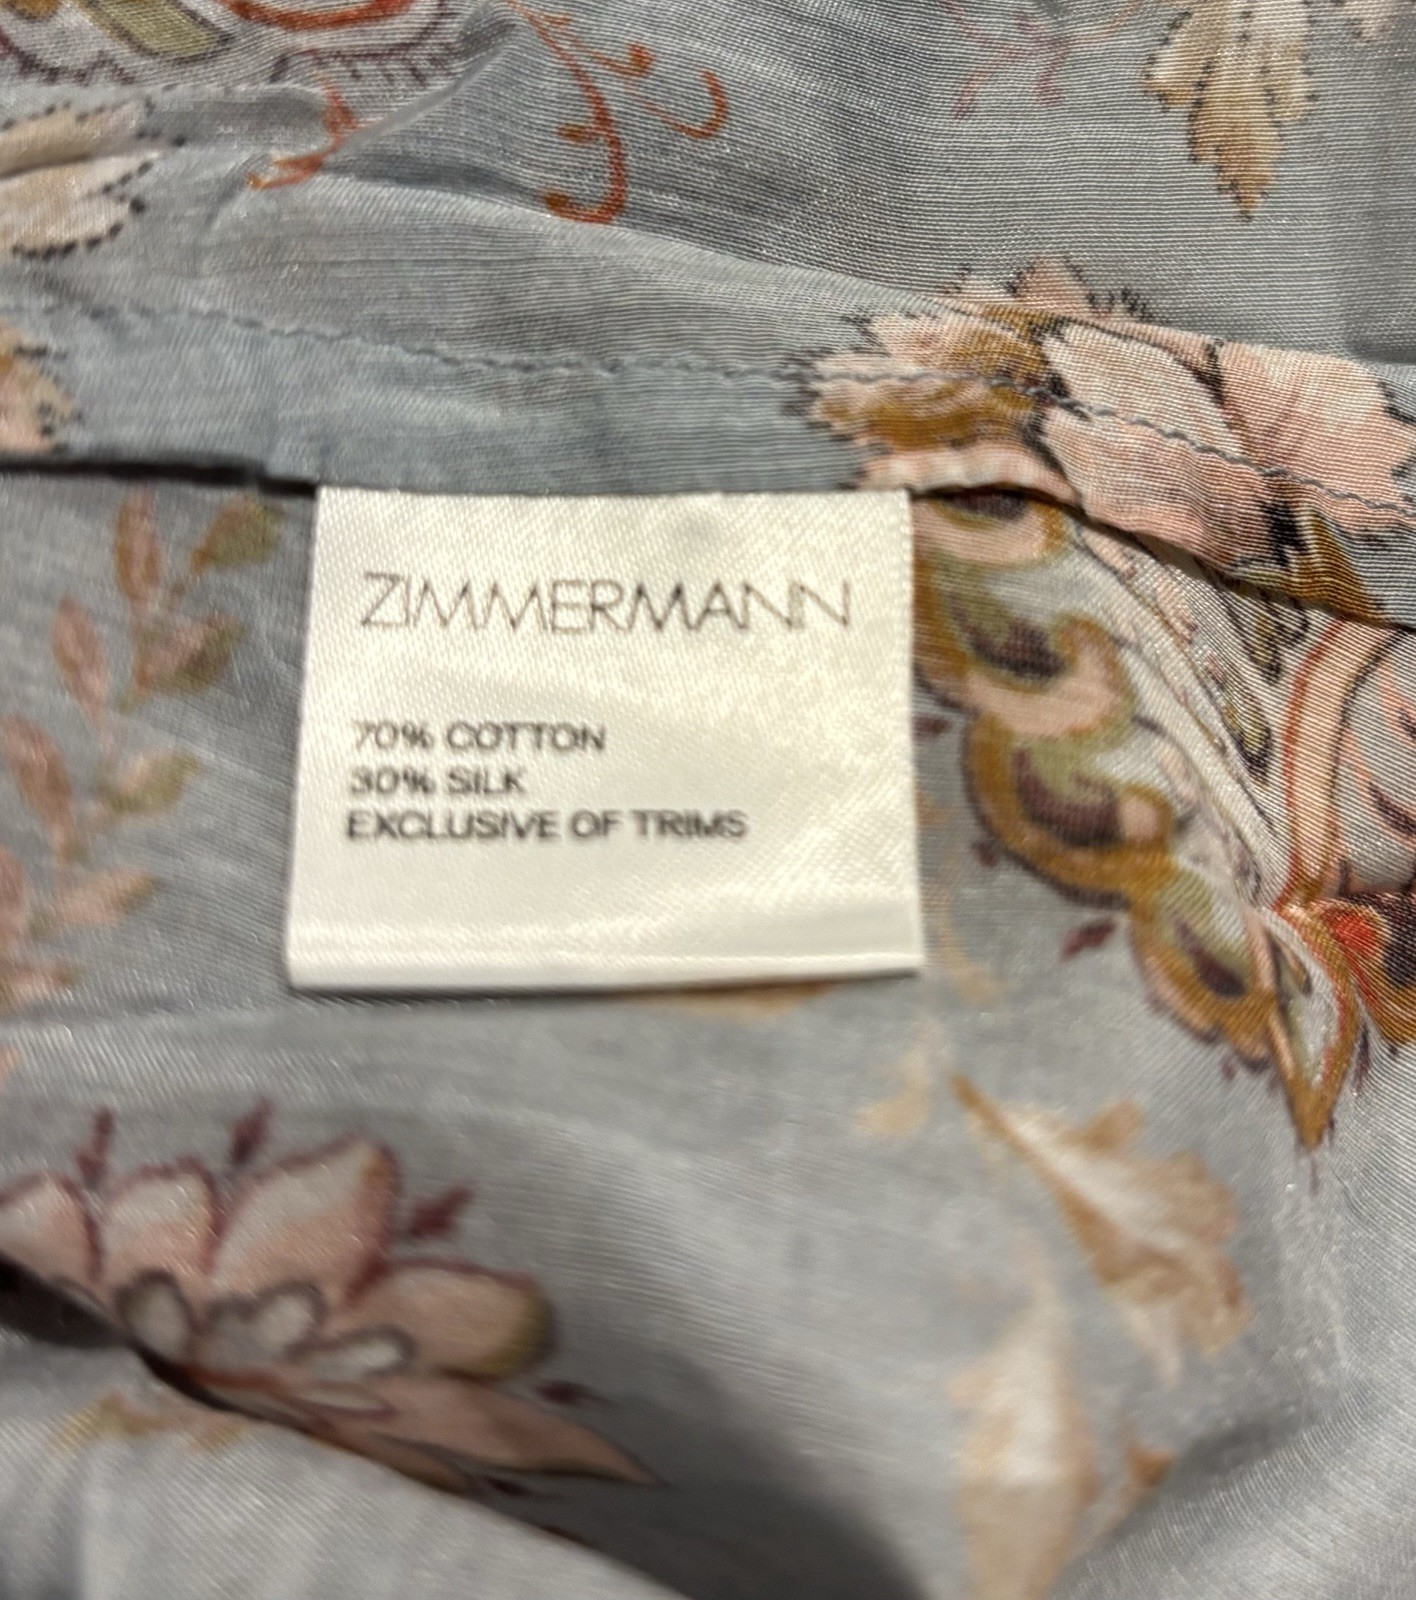 ZIMMERMANN
70% COTTON
30% SILK
EXCLUSIVE OF TRIMS